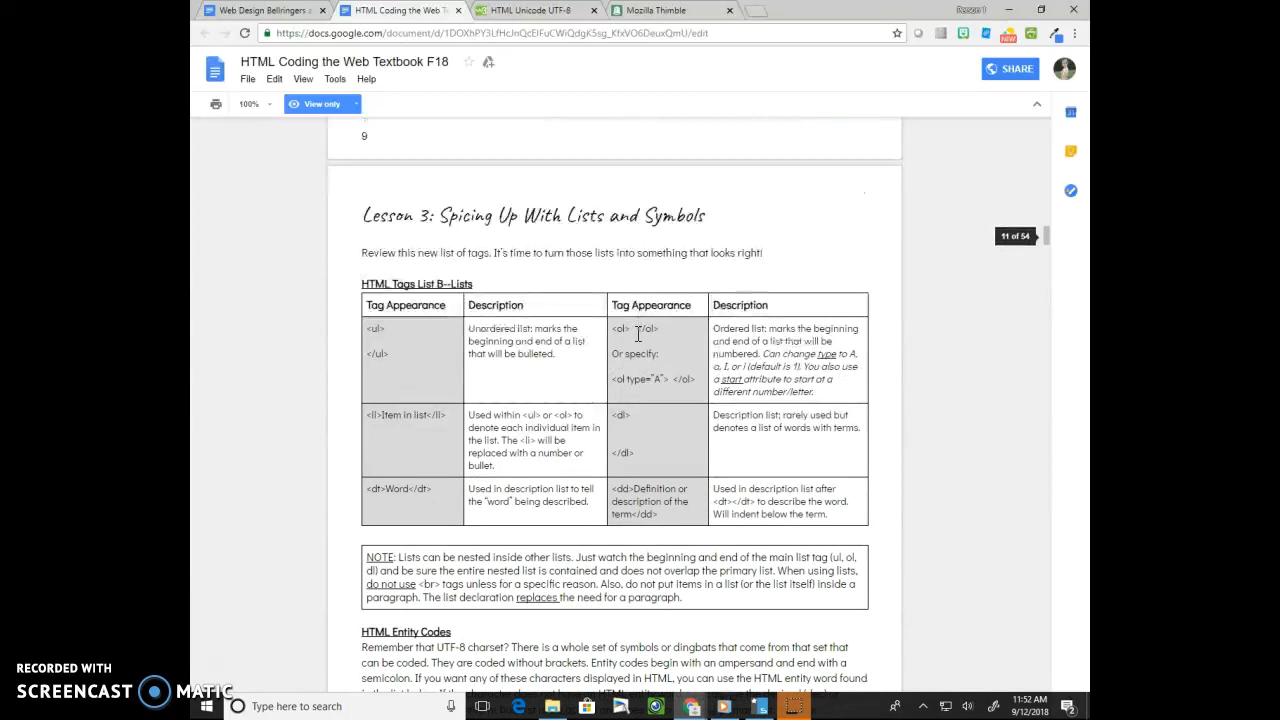 Web Design Bellringers a
HTML Coding the Web T
HTML Unicode UTF-8
Mozilla Thimble
Person 1
https://docs.google.com/document/d/1DOXhPY3LfHcJnQcEIFuCWiQdgK5sg_KfxVO6DeuxQmU/edit
NEW
HTML Coding the Web Textbook F18
File Edit View Tools Help
SHARE
100%
View only
9
Lesson 3: Spicing Up With Lists and Symbols
11 of 54
Review this new list of tags. It's time to turn those lists into something that looks right!
HTML Tags List B--Lists
Tag Appearance
Description
Tag Appearance
Description
<ul>
</ul>
Unordered list; marks the
beginning and end of a list
that will be bulleted.
<ol> </ol>
Or specify:
<ol type="A"> </ol>
Ordered list; marks the beginning
and end of a list that will be
numbered. Can change type to A,
a, I, or i (default is 1). You also use
a start attribute to start at a
different number/letter.
<li>Item in list</li>
Used within <ul> or <ol> to
denote each individual item in
the list. The <li> will be
replaced with a number or
bullet.
<dl>
</dl>
Description list; rarely used but
denotes a list of words with terms.
<dt>Word</dt>
Used in description list to tell
the "word" being described.
<dd>Definition or
description of the
term</dd>
Used in description list after
<dt></dt> to describe the word.
Will indent below the term.
NOTE: Lists can be nested inside other lists. Just watch the beginning and end of the main list tag (ul, ol,
dl) and be sure the entire nested list is contained and does not overlap the primary list. When using lists,
do not use <br> tags unless for a specific reason. Also, do not put items in a list (or the list itself) inside a
paragraph. The list declaration replaces the need for a paragraph.
HTML Entity Codes
Remember that UTF-8 charset? There is a whole set of symbols or dingbats that come from that set that
can be coded. They are coded without brackets. Entity codes begin with an ampersand and end with a
semicolon. If you want any of these characters displayed in HTML, you can use the HTML entity word found
RECORDED WITH
SCREENCAST MATIC
Type here to search
11:52 AM
9/12/2018
2